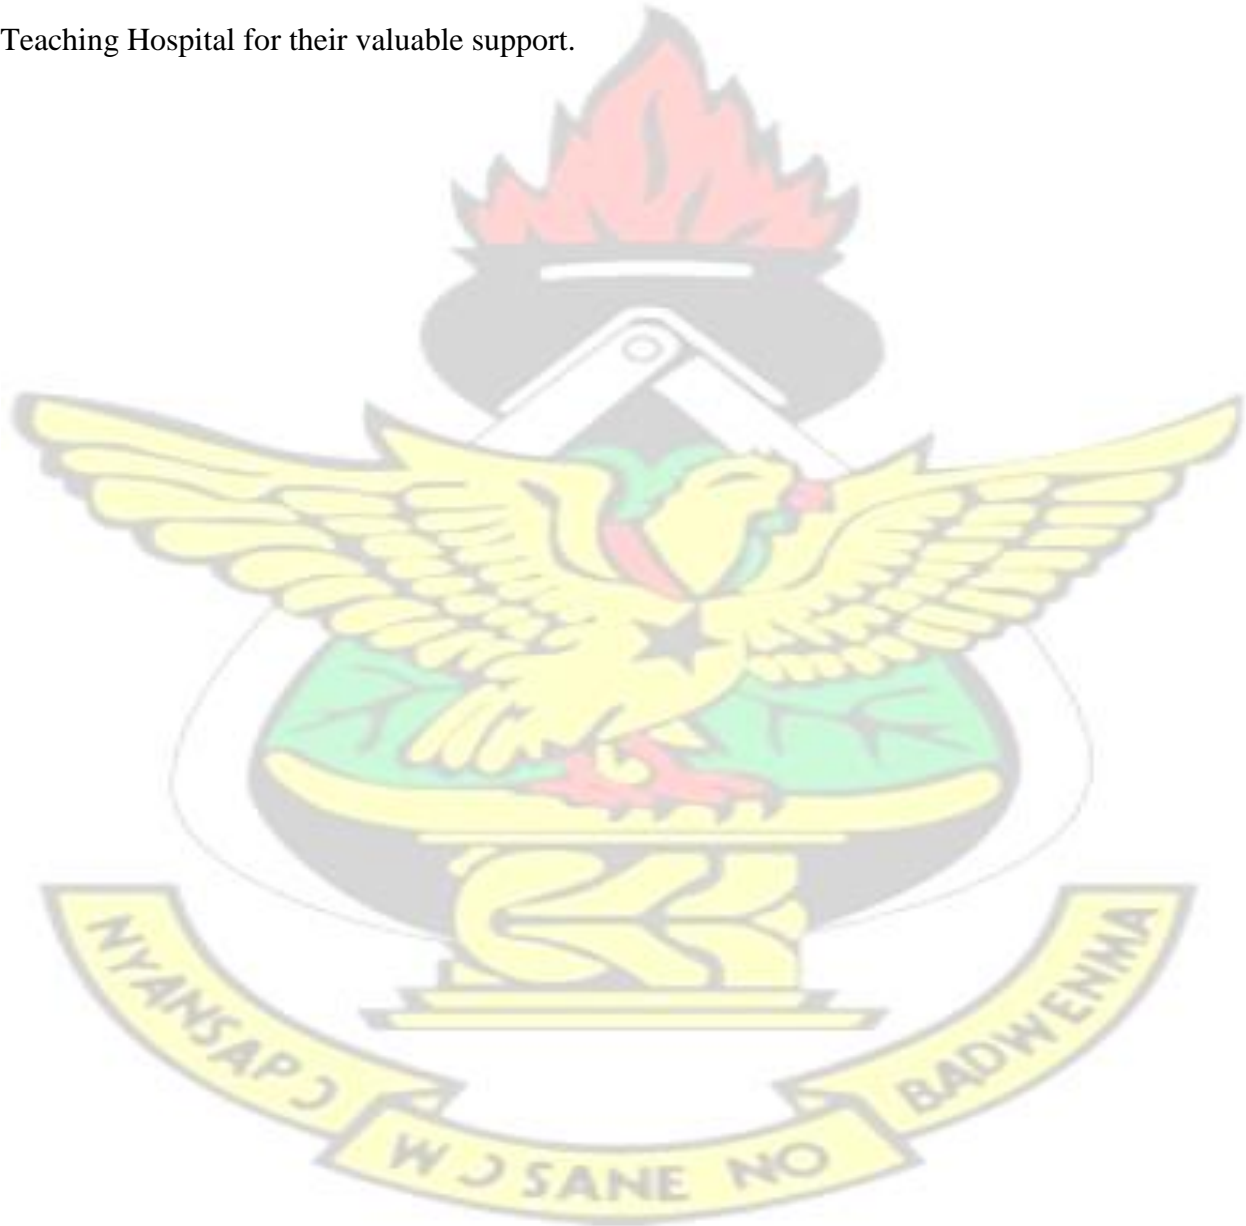 Teaching Hospital for their valuable support.
NYANSAPƆ
WƆSANE NO
BADWENMA